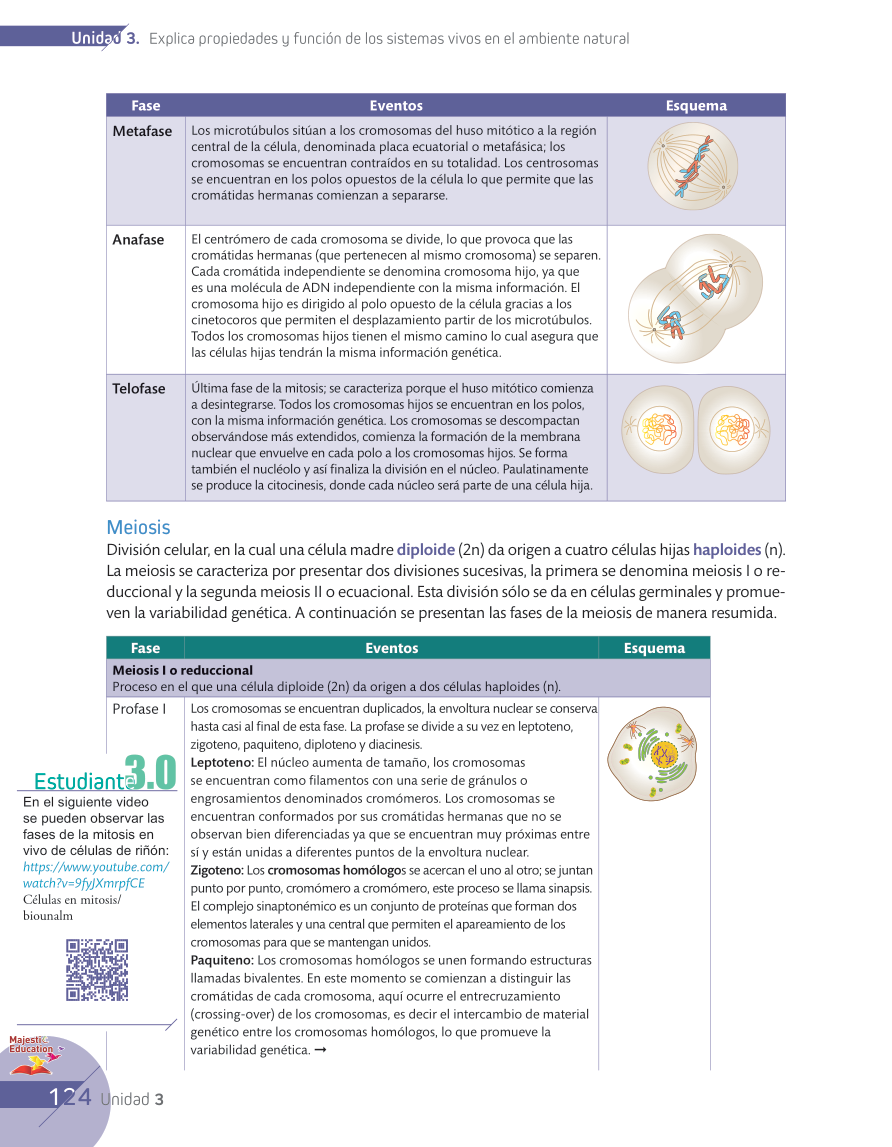 Unidad 3. Explica propiedades y función de los sistemas vivos en el ambiente natural
Fase Eventos Esquema
Metafase
Los microtúbulos sitúan a los cromosomas del huso mitótico a la región
central de la célula, denominada placa ecuatorial o metafásica; los
cromosomas se encuentran contraídos en su totalidad. Los centrosomas
se encuentran en los polos opuestos de la célula lo que permite que las
cromátidas hermanas comienzan a separarse.
Anafase
El centrómero de cada cromosoma se divide, lo que provoca que las
cromátidas hermanas (que pertenecen al mismo cromosoma) se separen.
Cada cromátida independiente se denomina cromosoma hijo, ya que
es una molécula de ADN independiente con la misma información. El
cromosoma hijo es dirigido al polo opuesto de la célula gracias a los
cinetocoros que permiten el desplazamiento partir de los microtúbulos.
Todos los cromosomas hijos tienen el mismo camino lo cual asegura que
las células hijas tendrán la misma información genética.
Telofase
Última fase de la mitosis; se caracteriza porque el huso mitótico comienza
a desintegrarse. Todos los cromosomas hijos se encuentran en los polos,
con la misma información genética. Los cromosomas se descompactan
observándose más extendidos, comienza la formación de la membrana
nuclear que envuelve en cada polo a los cromosomas hijos. Se forma
también el nucléolo y así finaliza la división en el núcleo. Paulatinamente
se produce la citocinesis, donde cada núcleo será parte de una célula hija.
Meiosis
División celular, en la cual una célula madre diploide (2n) da origen a cuatro células hijas haploides (n).
La meiosis se caracteriza por presentar dos divisiones sucesivas, la primera se denomina meiosis I o re-
duccional y la segunda meiosis II o ecuacional. Esta división sólo se da en células germinales y promue-
ven la variabilidad genética. A continuación se presentan las fases de la meiosis de manera resumida.
Fase Eventos Esquema
Meiosis I o reduccional
Proceso en el que una célula diploide (2n) da origen a dos células haploides (n).
Profase I
Los cromosomas se encuentran duplicados, la envoltura nuclear se conserva
hasta casi al final de esta fase. La profase se divide a su vez en leptoteno,
zigoteno, paquiteno, diploteno y diacinesis.
Leptoteno: El núcleo aumenta de tamaño, los cromosomas
se encuentran como filamentos con una serie de gránulos o
engrosamientos denominados cromómeros. Los cromosomas se
encuentran conformados por sus cromátidas hermanas que no se
observan bien diferenciadas ya que se encuentran muy próximas entre
sí y están unidas a diferentes puntos de la envoltura nuclear.
Zigoteno: Los cromosomas homólogos se acercan el uno al otro; se juntan
punto por punto, cromómero a cromómero, este proceso se llama sinapsis.
El complejo sinaptonémico es un conjunto de proteínas que forman dos
elementos laterales y una central que permiten el apareamiento de los
cromosomas para que se mantengan unidos.
Paquiteno: Los cromosomas homólogos se unen formando estructuras
llamadas bivalentes. En este momento se comienzan a distinguir las
cromátidas de cada cromosoma, aquí ocurre el entrecruzamiento
(crossing-over) de los cromosomas, es decir el intercambio de material
genético entre los cromosomas homólogos, lo que promueve la
variabilidad genética. →
Estudiante 3.0
En el siguiente video
se pueden observar las
fases de la mitosis en
vivo de células de riñón:
https://www.youtube.com/
watch?v=9fyJXmrpfCE
Células en mitosis/
biounalm
Majestic
Education
124 Unidad 3